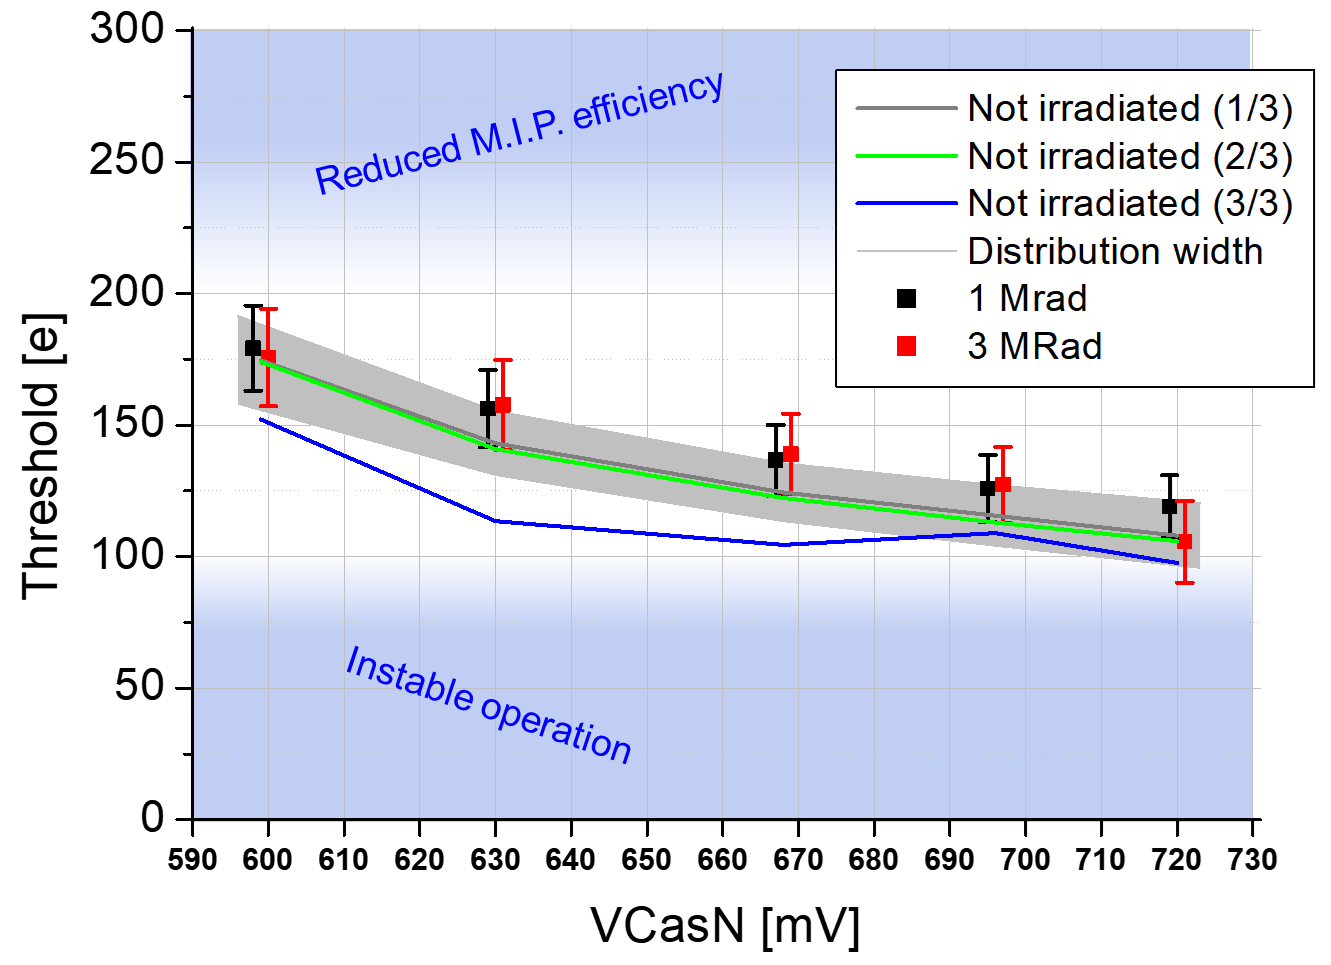 300
250
200
150
100
50
0
Threshold [e]
Reduced M.I.P. efficiency
Instable operation
Not irradiated (1/3)
Not irradiated (2/3)
Not irradiated (3/3)
Distribution width
1 Mrad
3 MRad
590 600 610 620 630 640 650 660 670 680 690 700 710 720 730
VCasN [mV]